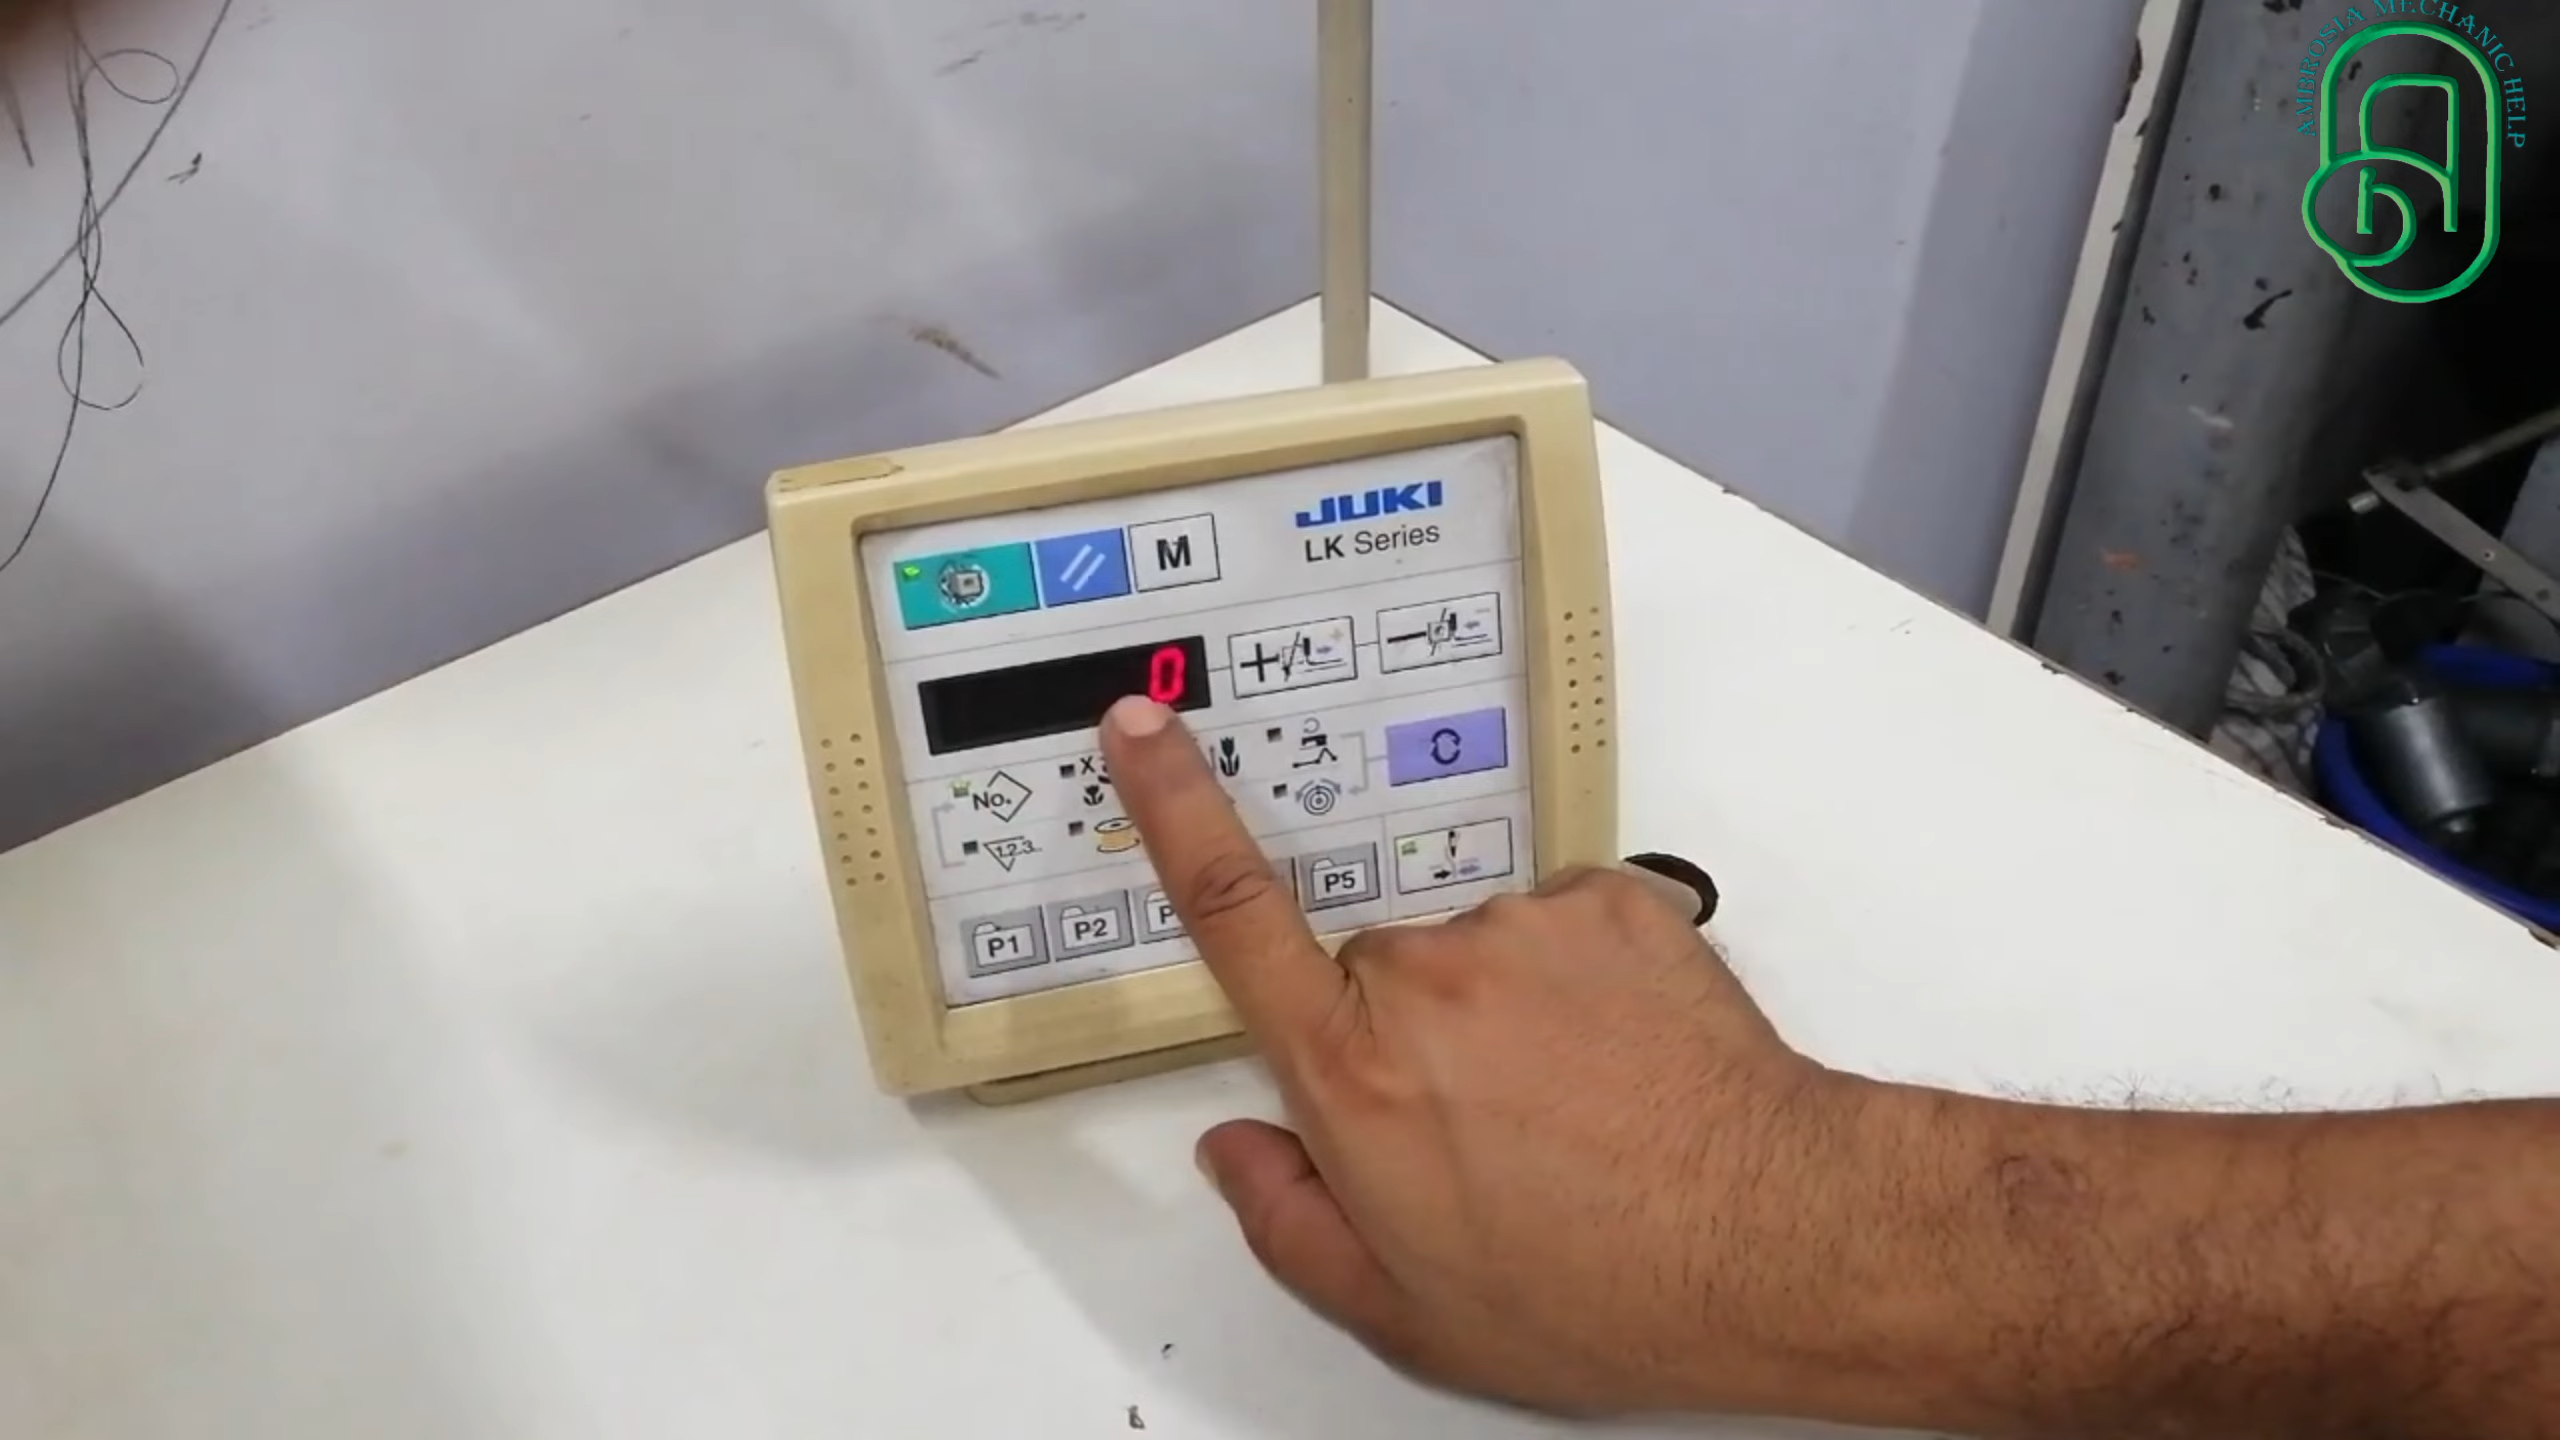 AMBROSIA MECHANIC HELP
JUKI
LK Series
M
0
No.
X
1.2.3..
P1
P2
P
P5